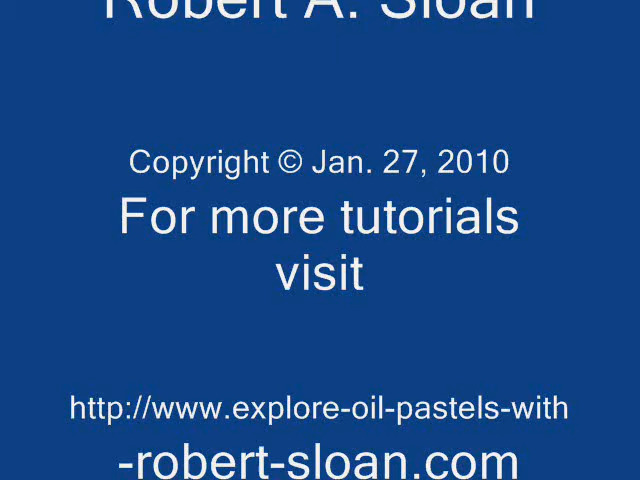 Robert A. Sloan
Copyright © Jan. 27, 2010
For more tutorials
visit
http://www.explore-oil-pastels-with
-robert-sloan.com